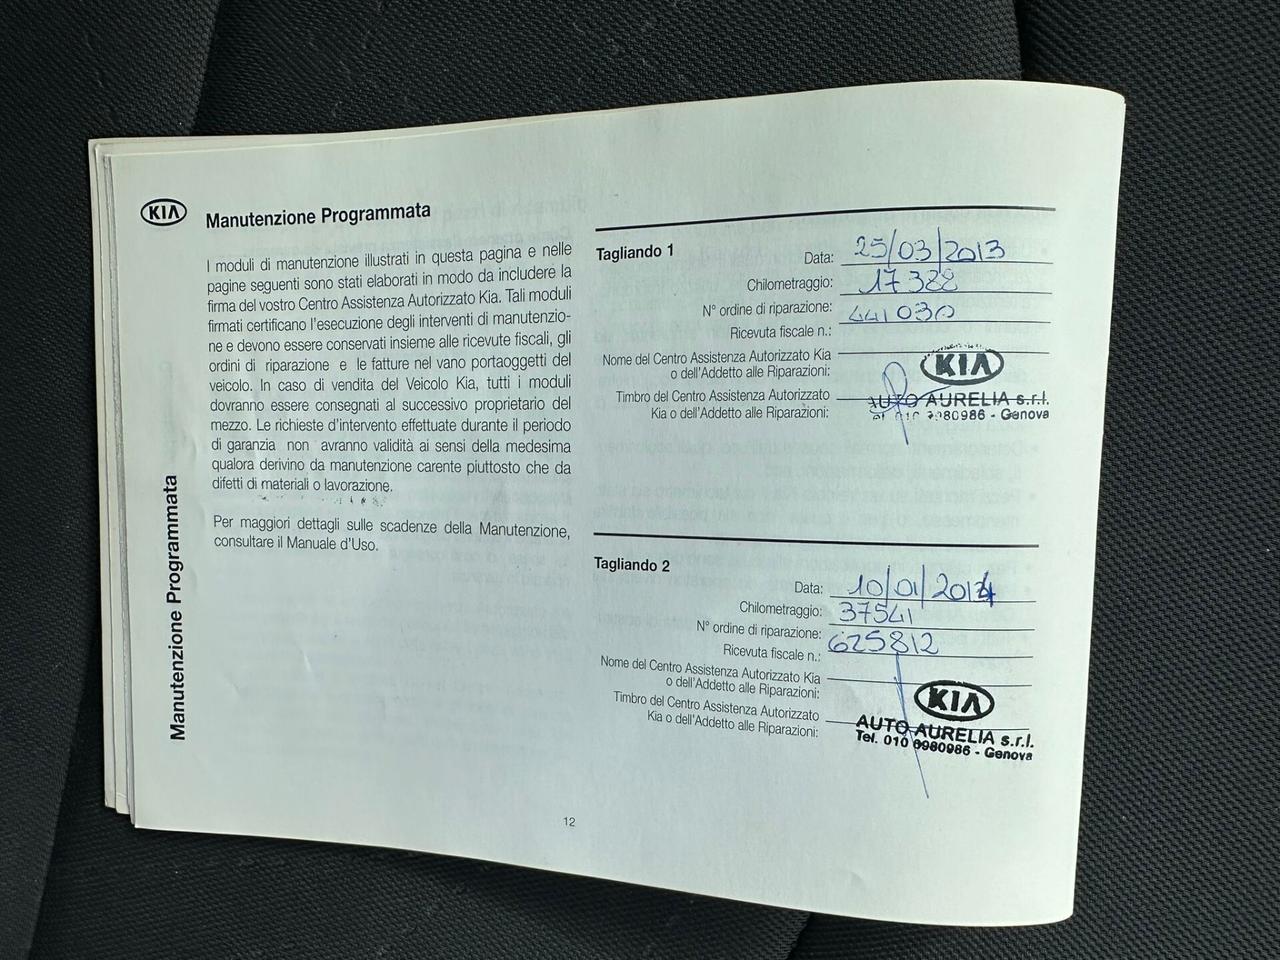 KIA
Manutenzione Programmata
I moduli di manutenzione illustrati in questa pagina e nelle
pagine seguenti sono stati elaborati in modo da includere la
firma del vostro Centro Assistenza Autorizzato Kia. Tali moduli
firmati certificano l'esecuzione degli interventi di manutenzio-
ne e devono essere conservati insieme alle ricevute fiscali, gli
ordini di riparazione e le fatture nel vano portaoggetti del
veicolo. In caso di vendita del Veicolo Kia, tutti i moduli
dovranno essere consegnati al successivo proprietario del
mezzo. Le richieste d'intervento effettuate durante il periodo
di garanzia non avranno validità ai sensi della medesima
qualora derivino da manutenzione carente piuttosto che da
difetti di materiali o lavorazione.
Per maggiori dettagli sulle scadenze della Manutenzione,
consultare il Manuale d'Uso.
Manutenzione Programmata
Tagliando 1
Data: 25/03/2013
Chilometraggio: 17388
N° ordine di riparazione: 441030
Ricevuta fiscale n.:
Nome del Centro Assistenza Autorizzato Kia
o dell'Addetto alle Riparazioni:
Timbro del Centro Assistenza Autorizzato
Kia o dell'Addetto alle Riparazioni:
KIA
AUTO AURELIA s.r.l.
010 6980986 - Genova
Tagliando 2
Data: 10/01/2014
Chilometraggio: 37541
N° ordine di riparazione: 625812
Ricevuta fiscale n.:
Nome del Centro Assistenza Autorizzato Kia
o dell'Addetto alle Riparazioni:
Timbro del Centro Assistenza Autorizzato
Kia o dell'Addetto alle Riparazioni:
KIA
AUTO AURELIA s.r.l.
Tel. 010 6980986 - Genova
12